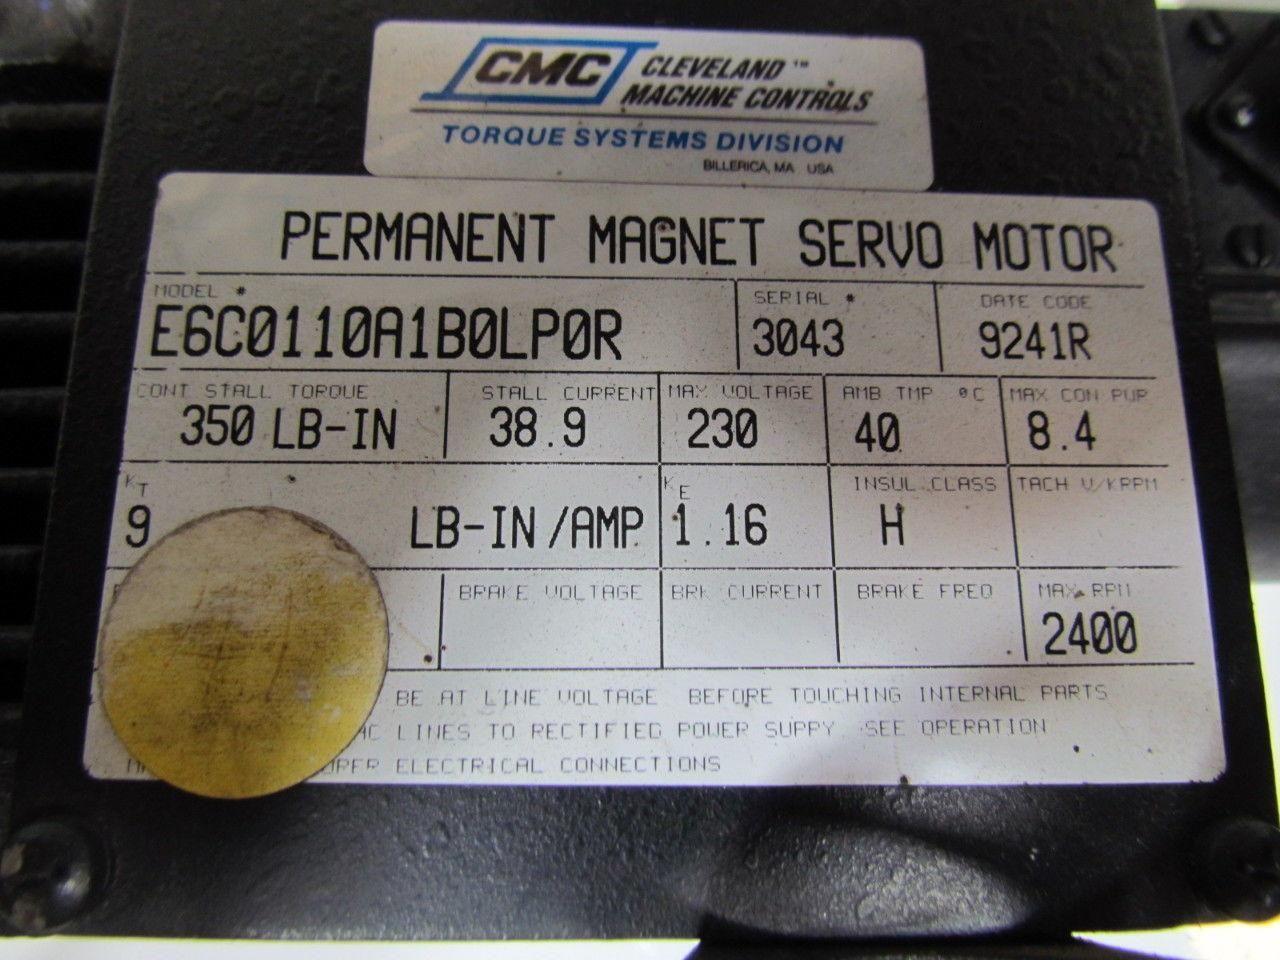 CMC CLEVELAND™
MACHINE CONTROLS
TORQUE SYSTEMS DIVISION
BILLERICA, MA USA
PERMANENT MAGNET SERVO MOTOR
MODEL # SERIAL # DATE CODE
E6C0110A1B0LP0R 3043 9241R
CONT STALL TORQUE STALL CURRENT MAX VOLTAGE AMB TMP °C MAX CON PUR
350 LB-IN 38.9 230 40 8.4
KT KE INSUL CLASS TACH V/KRPM
9 LB-IN/AMP 1.16 H
BRAKE VOLTAGE BRK CURRENT BRAKE FREQ MAX RPM
2400
BE AT LINE VOLTAGE BEFORE TOUCHING INTERNAL PARTS
AC LINES TO RECTIFIED POWER SUPPY SEE OPERATION
ELECTRICAL CONNECTIONS